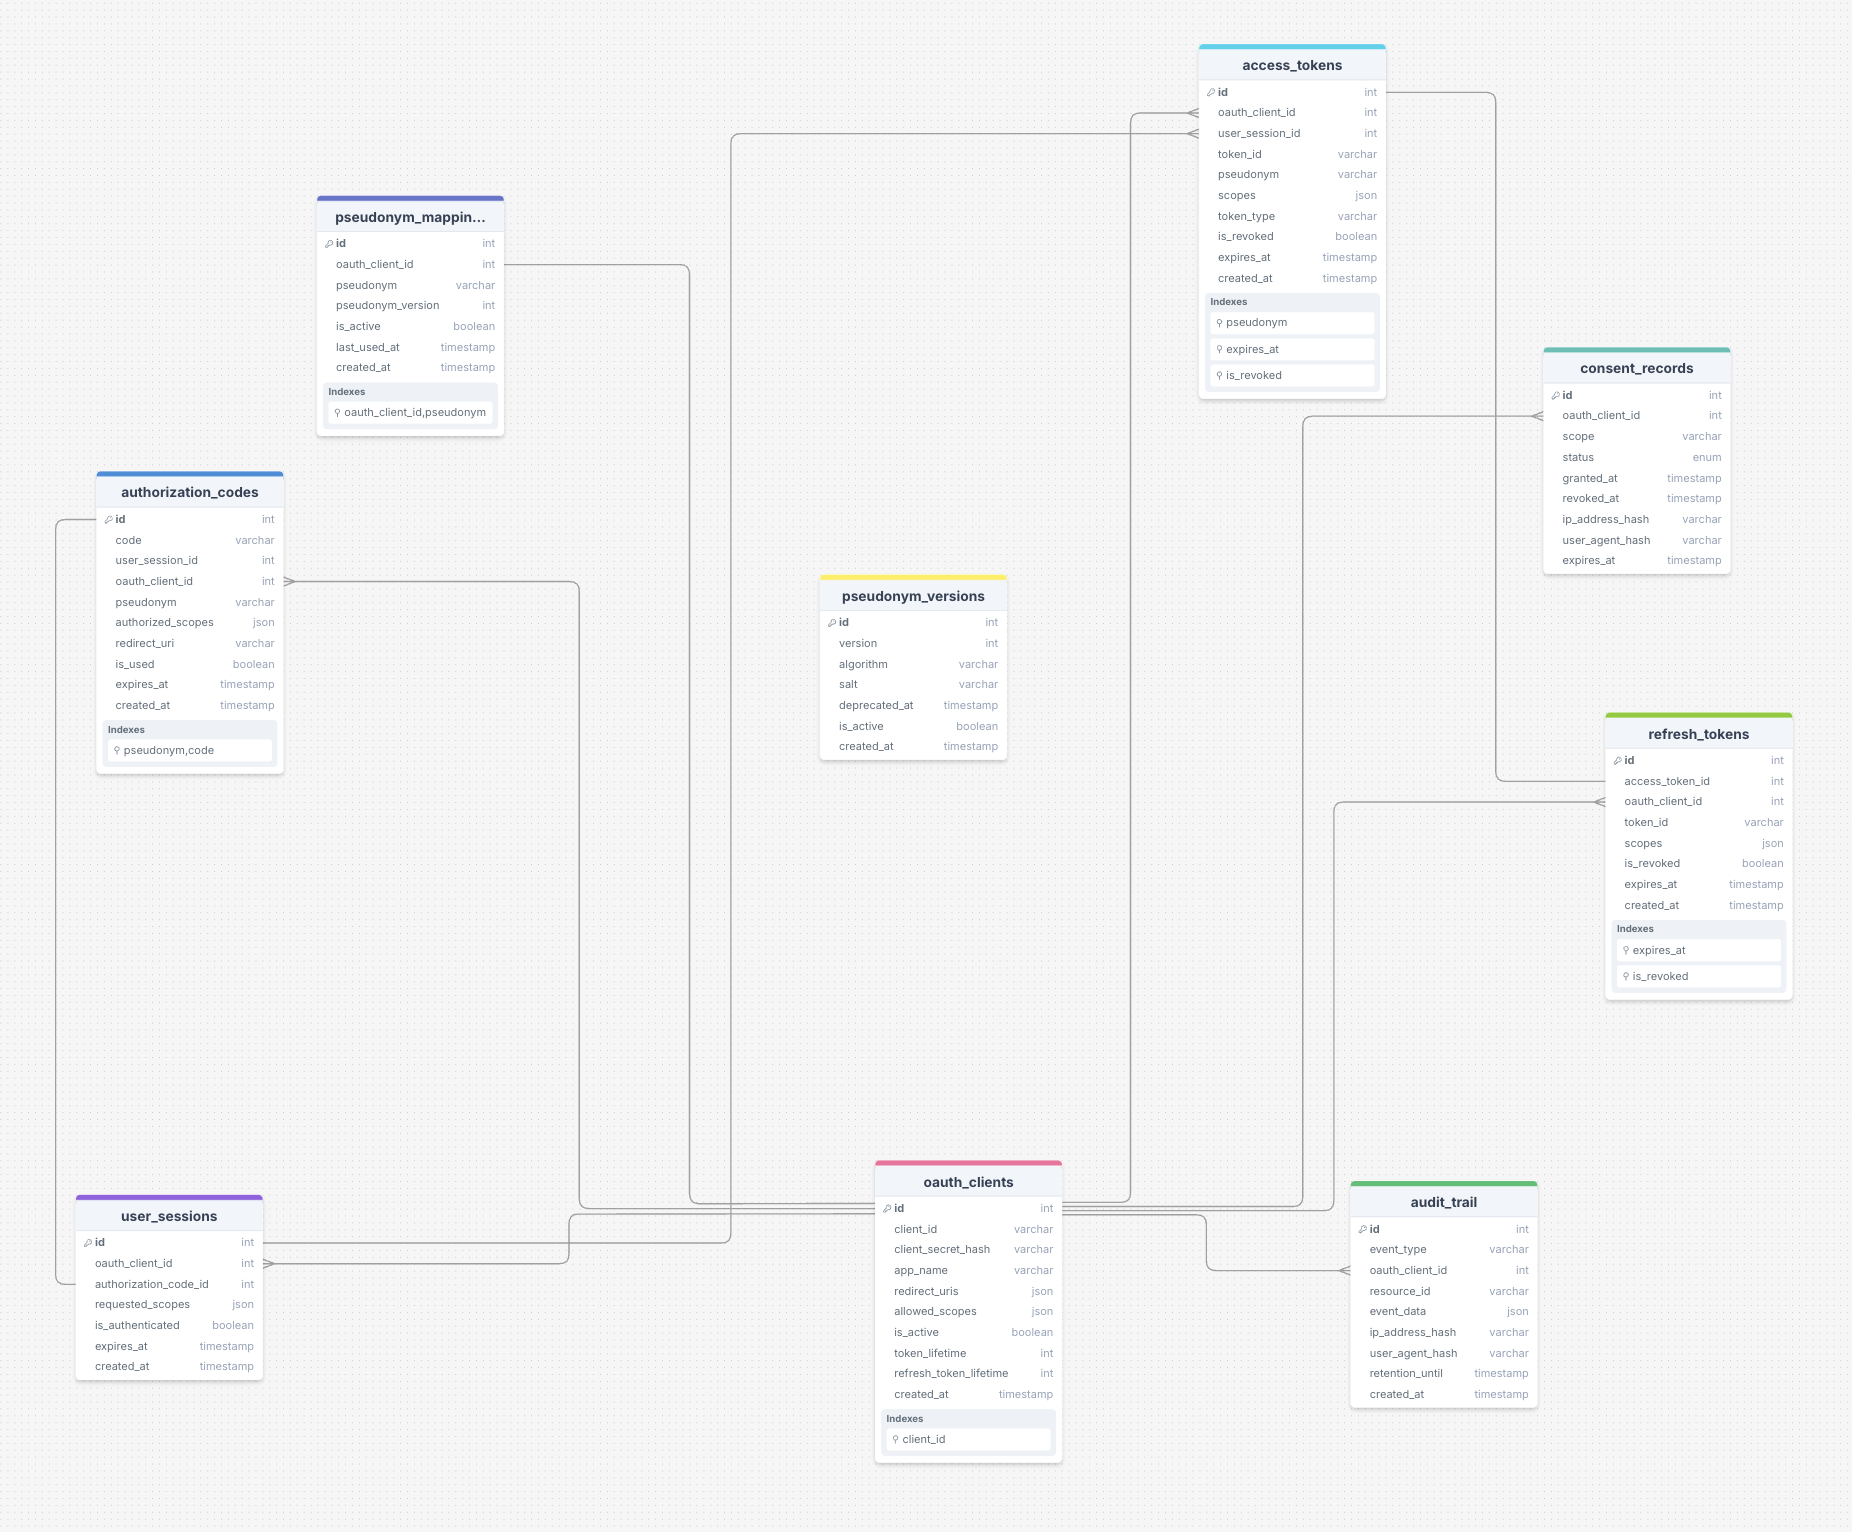 access_tokens
id int
oauth_client_id int
user_session_id int
token_id varchar
pseudonym varchar
scopes json
token_type varchar
is_revoked boolean
expires_at timestamp
created_at timestamp
Indexes
pseudonym
expires_at
is_revoked
pseudonym_mappin...
id int
oauth_client_id int
pseudonym varchar
pseudonym_version int
is_active boolean
last_used_at timestamp
created_at timestamp
Indexes
oauth_client_id,pseudonym
consent_records
id int
oauth_client_id int
scope varchar
status enum
granted_at timestamp
revoked_at timestamp
ip_address_hash varchar
user_agent_hash varchar
expires_at timestamp
authorization_codes
id int
code varchar
user_session_id int
oauth_client_id int
pseudonym varchar
authorized_scopes json
redirect_uri varchar
is_used boolean
expires_at timestamp
created_at timestamp
Indexes
pseudonym,code
pseudonym_versions
id int
version int
algorithm varchar
salt varchar
deprecated_at timestamp
is_active boolean
created_at timestamp
refresh_tokens
id int
access_token_id int
oauth_client_id int
token_id varchar
scopes json
is_revoked boolean
expires_at timestamp
created_at timestamp
Indexes
expires_at
is_revoked
user_sessions
id int
oauth_client_id int
authorization_code_id int
requested_scopes json
is_authenticated boolean
expires_at timestamp
created_at timestamp
oauth_clients
id int
client_id varchar
client_secret_hash varchar
app_name varchar
redirect_uris json
allowed_scopes json
is_active boolean
token_lifetime int
refresh_token_lifetime int
created_at timestamp
Indexes
client_id
audit_trail
id int
event_type varchar
oauth_client_id int
resource_id varchar
event_data json
ip_address_hash varchar
user_agent_hash varchar
retention_until timestamp
created_at timestamp